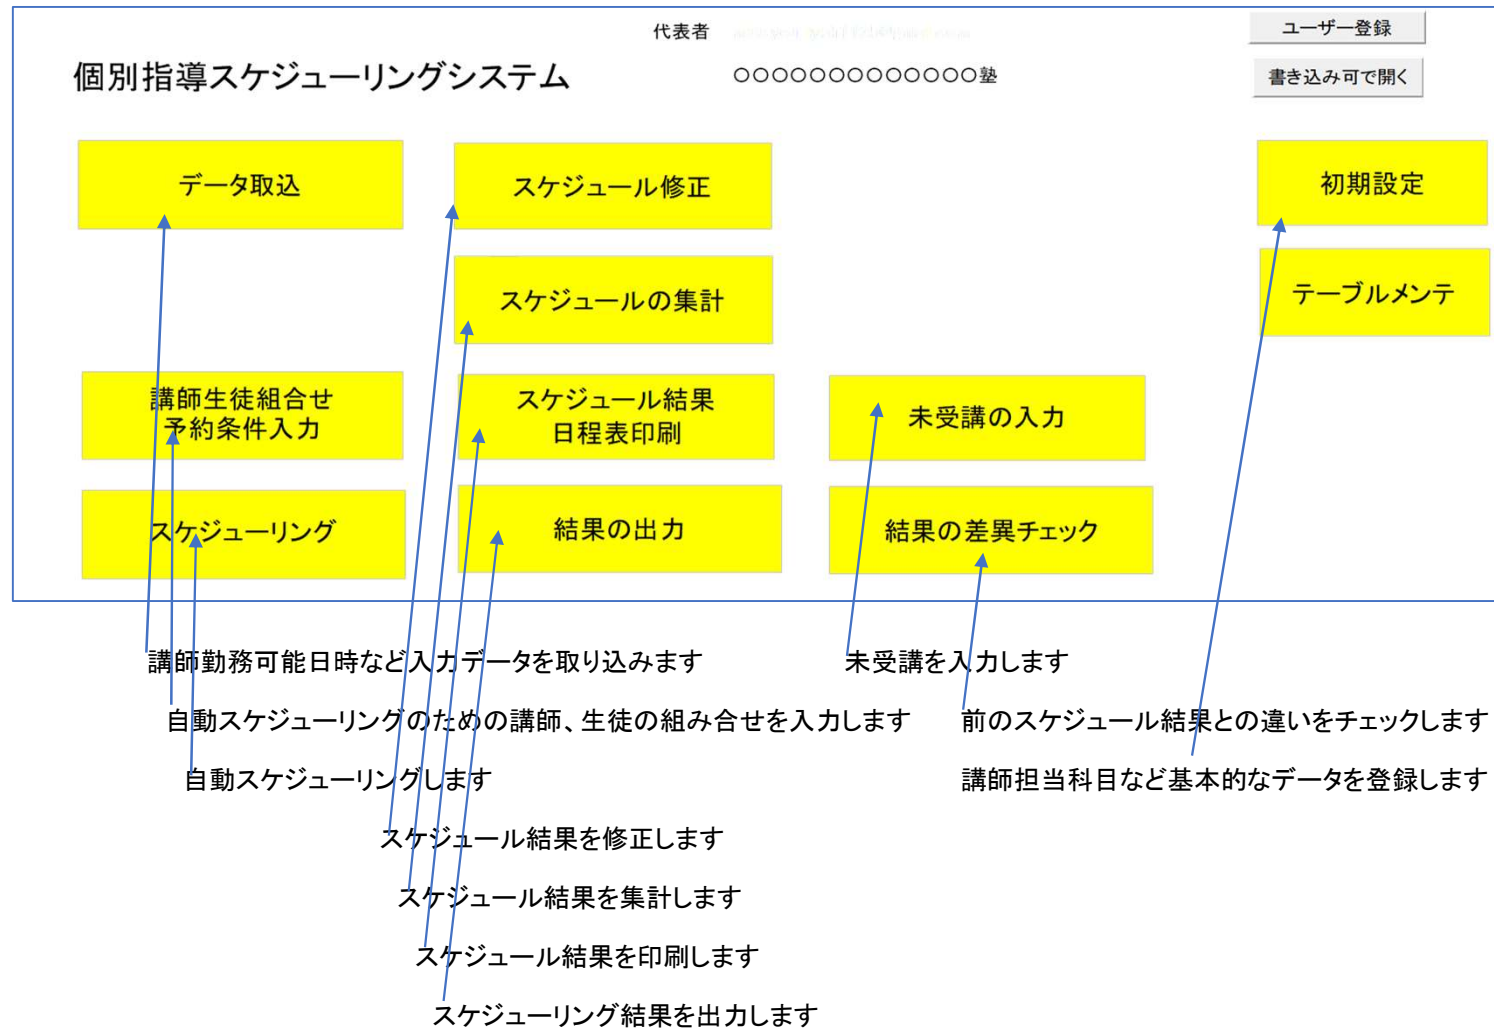 代表者
ユーザー登録
個別指導スケジューリングシステム
○○○○○○○○○○○○○塾
書き込み可で開く
データ取込
スケジュール修正
初期設定
スケジュールの集計
テーブルメンテ
講師生徒組合せ
予約条件入力
スケジュール結果
日程表印刷
未受講の入力
スケジューリング
結果の出力
結果の差異チェック
講師勤務可能日時など入力データを取り込みます
未受講を入力します
自動スケジューリングのための講師、生徒の組み合せを入力します
前のスケジュール結果との違いをチェックします
自動スケジューリングします
講師担当科目など基本的なデータを登録します
スケジュール結果を修正します
スケジュール結果を集計します
スケジュール結果を印刷します
スケジューリング結果を出力します